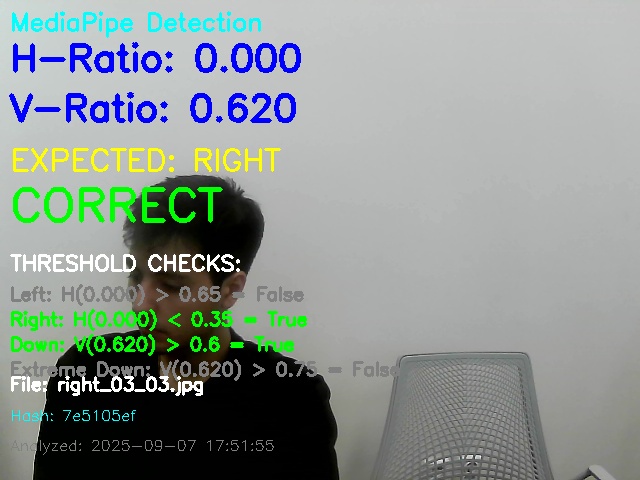 MediaPipe Detection
H-Ratio: 0.000
V-Ratio: 0.620
EXPECTED: RIGHT
CORRECT
THRESHOLD CHECKS:
Left: H(0.000) > 0.65 = False
Right: H(0.000) < 0.35 = True
Down: V(0.620) > 0.6 = True
Extreme Down: V(0.620) > 0.75 = False
File: right_03_03.jpg
Hash: 7e5105ef
Analyzed: 2025-09-07 17:51:55